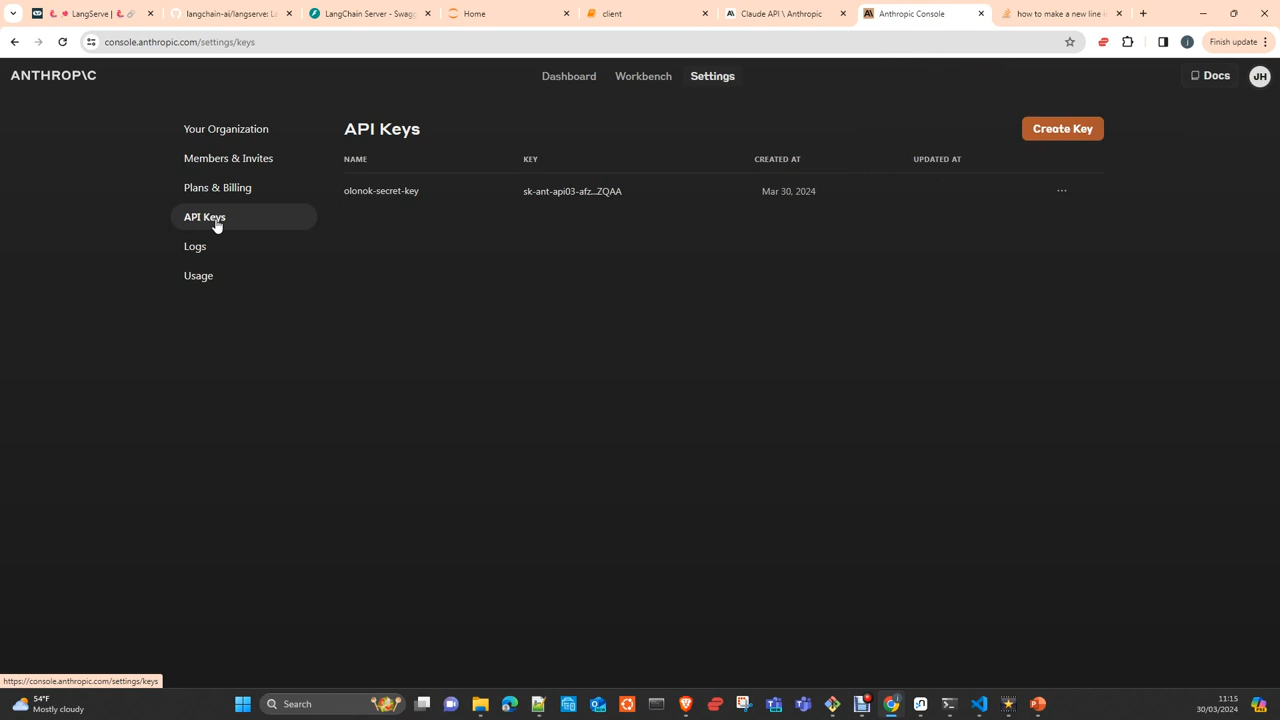 LangServe |
langchain-ai/langserve: La
LangChain Server - Swagg
Home
client
Claude API \ Anthropic
Anthropic Console
how to make a new line i
console.anthropic.com/settings/keys
Finish update
ANTHROP\C
Dashboard
Workbench
Settings
Docs
JH
Your Organization
Members & Invites
Plans & Billing
API Keys
Logs
Usage
API Keys
Create Key
NAME
KEY
CREATED AT
UPDATED AT
olonok-secret-key
sk-ant-api03-afz...ZQAA
Mar 30, 2024
https://console.anthropic.com/settings/keys
54°F
Mostly cloudy
Search
11:15
30/03/2024